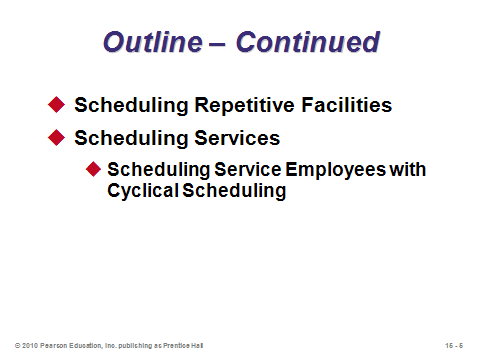 Outline – Continued
Scheduling Repetitive Facilities
Scheduling Services
Scheduling Service Employees with
Cyclical Scheduling
© 2010 Pearson Education, Inc. publishing as Prentice Hall
15 - 5